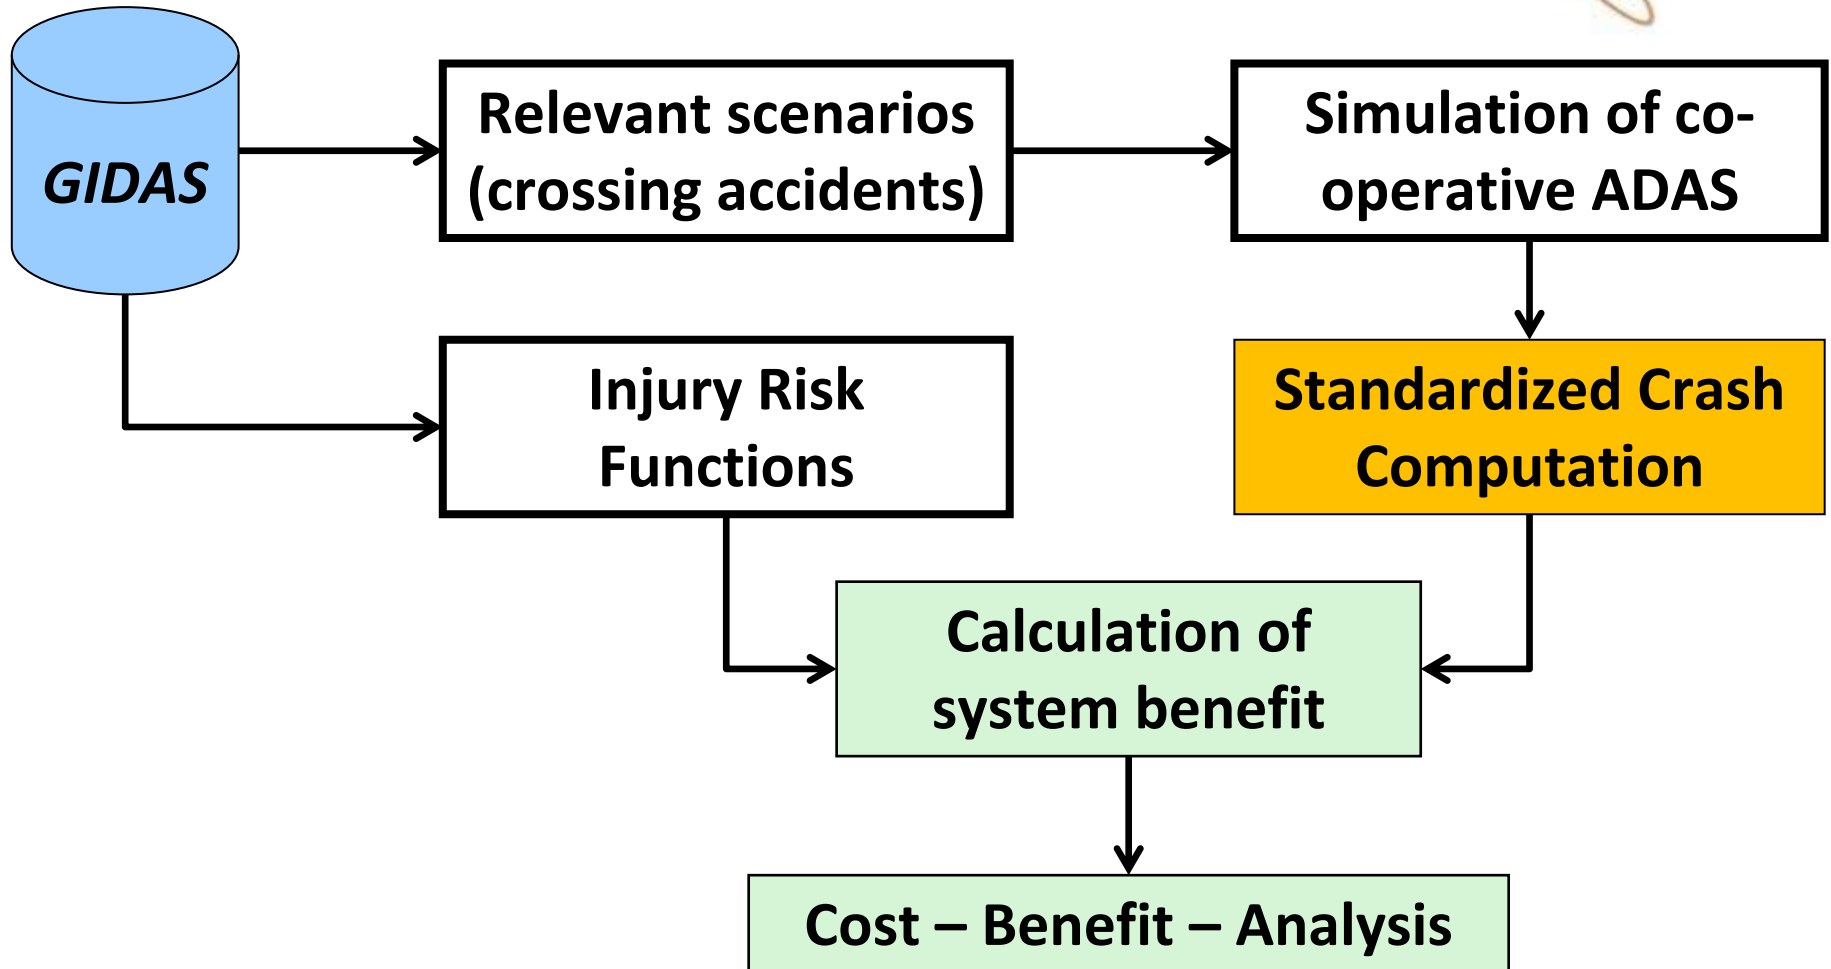 GIDAS
Relevant scenarios
(crossing accidents)
Simulation of co-
operative ADAS
Injury Risk
Functions
Standardized Crash
Computation
Calculation of
system benefit
Cost – Benefit – Analysis